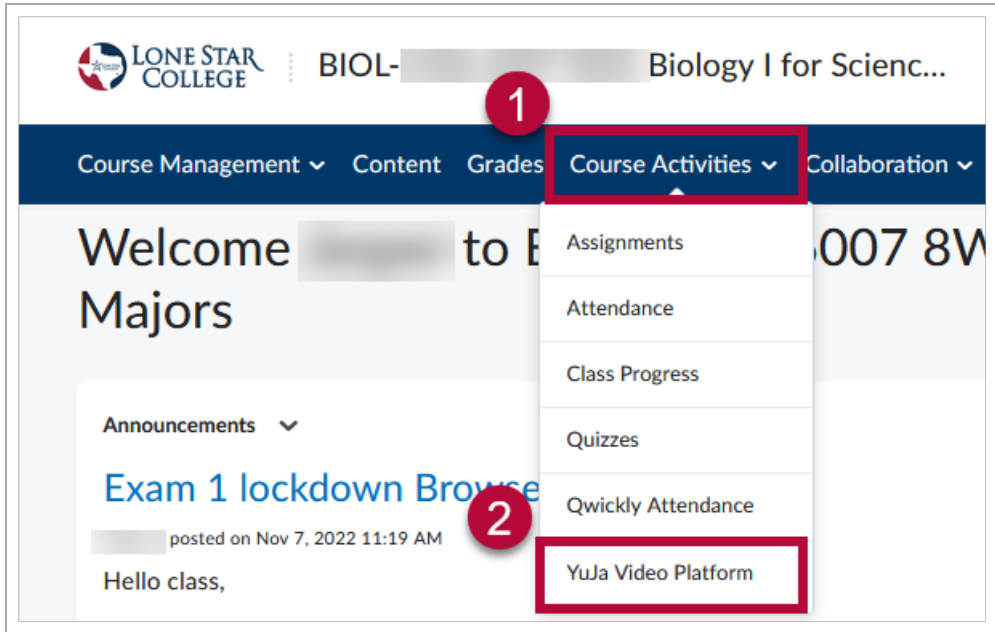 LONE STAR
COLLEGE
BIOL- Biology I for Scienc...
1
Course Management Content Grades Course Activities Collaboration
Welcome to 007 8W
Majors
Assignments
Attendance
Class Progress
Quizzes
Qwickly Attendance
2
YuJa Video Platform
Announcements
Exam 1 lockdown Browse
posted on Nov 7, 2022 11:19 AM
Hello class,